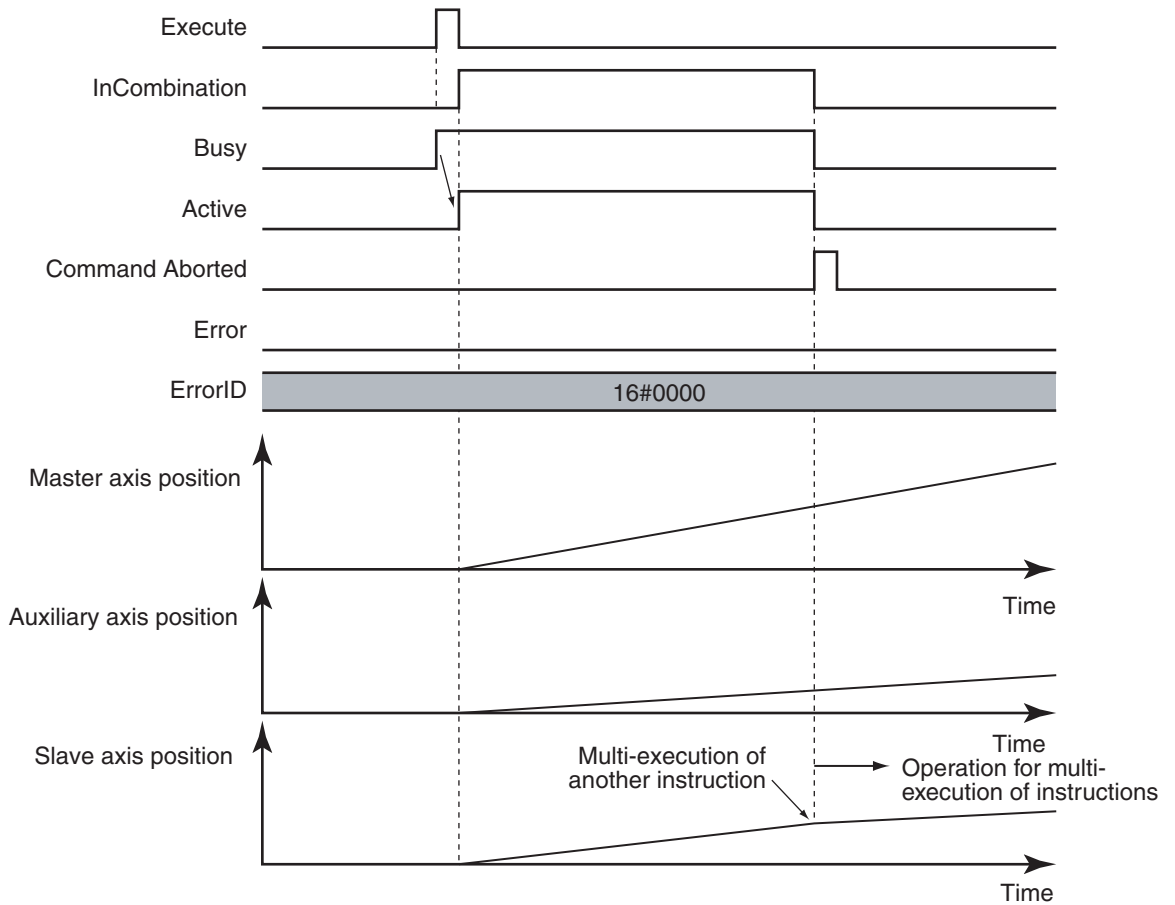 Execute
InCombination
Busy
Active
Command Aborted
Error
ErrorID
16#0000
Master axis position
Time
Auxiliary axis position
Time
Slave axis position
Multi-execution of
another instruction
Operation for multi-
execution of instructions
Time